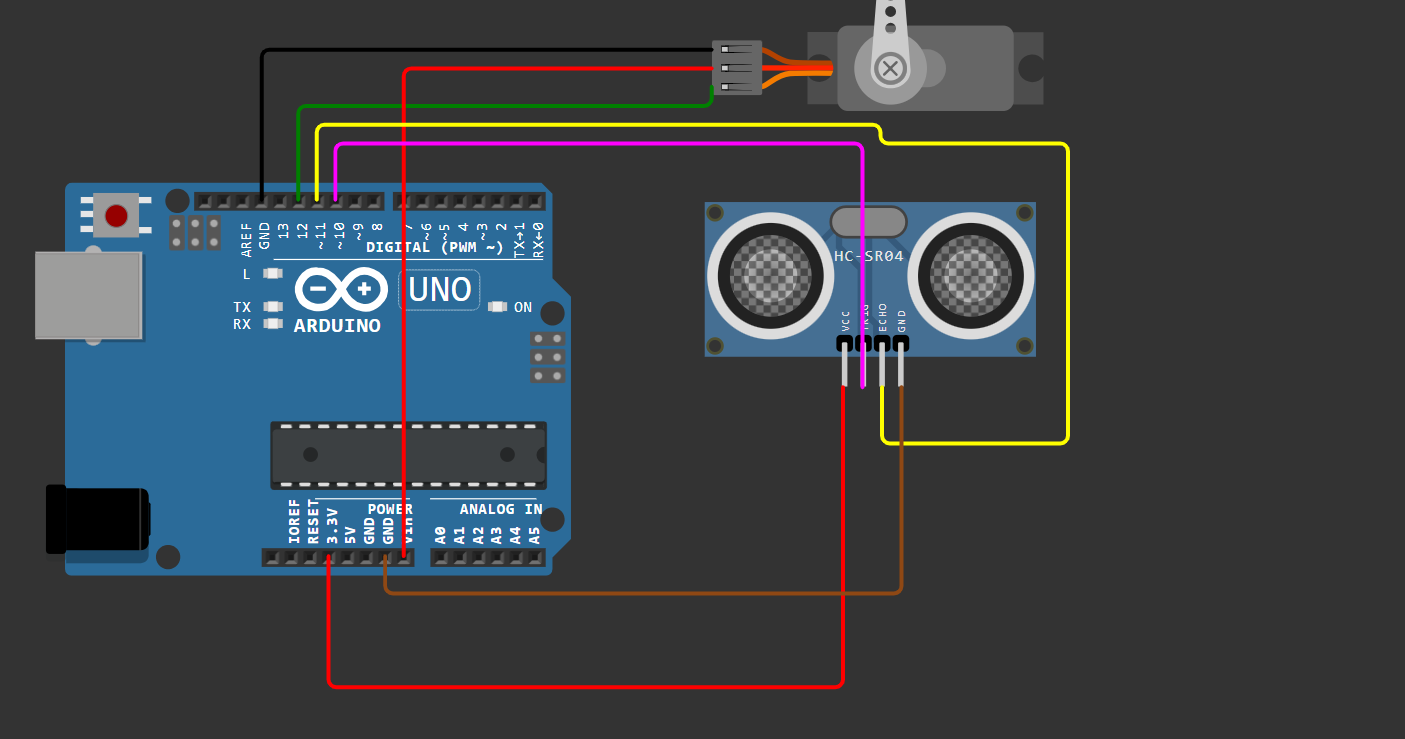 AREF
GND
13
12
~11
~10
~9
8
7
~6
~5
4
~3
2
TX→1
RX←0
DIGITAL (PWM ~)
L
TX
RX
ARDUINO
UNO
ON
HC-SR04
VCC
TRIG
ECHO
GND
POWER
ANALOG IN
IOREF
RESET
3.3V
5V
GND
GND
VIN
A0
A1
A2
A3
A4
A5